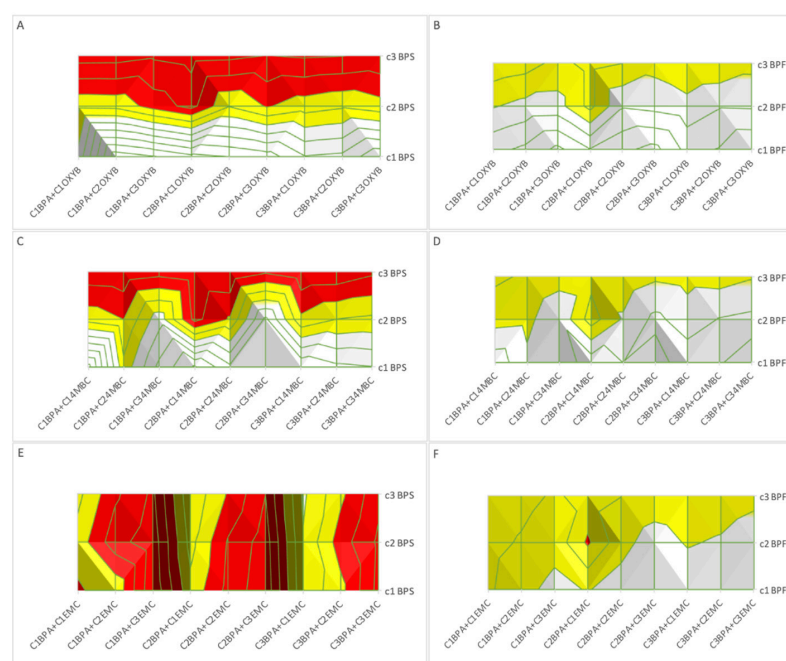 A
c3 BPS
c2 BPS
c1 BPS
C1BPA+C1OXYB
C1BPA+C2OXYB
C1BPA+C3OXYB
C2BPA+C1OXYB
C2BPA+C2OXYB
C2BPA+C3OXYB
C3BPA+C1OXYB
C3BPA+C2OXYB
C3BPA+C3OXYB
B
c3 BPF
c2 BPF
c1 BPF
C1BPA+C1OXYB
C1BPA+C2OXYB
C1BPA+C3OXYB
C2BPA+C1OXYB
C2BPA+C2OXYB
C2BPA+C3OXYB
C3BPA+C1OXYB
C3BPA+C2OXYB
C3BPA+C3OXYB
C
c3 BPS
c2 BPS
c1 BPS
C1BPA+C14MBC
C1BPA+C24MBC
C1BPA+C34MBC
C2BPA+C14MBC
C2BPA+C24MBC
C2BPA+C34MBC
C3BPA+C14MBC
C3BPA+C24MBC
C3BPA+C34MBC
D
c3 BPF
c2 BPF
c1 BPF
C1BPA+C14MBC
C1BPA+C24MBC
C1BPA+C34MBC
C2BPA+C14MBC
C2BPA+C24MBC
C2BPA+C34MBC
C3BPA+C14MBC
C3BPA+C24MBC
C3BPA+C34MBC
E
c3 BPS
c2 BPS
c1 BPS
C1BPA+C1EMC
C1BPA+C2EMC
C1BPA+C3EMC
C2BPA+C1EMC
C2BPA+C2EMC
C2BPA+C3EMC
C3BPA+C1EMC
C3BPA+C2EMC
C3BPA+C3EMC
F
c3 BPF
c2 BPF
c1 BPF
C1BPA+C1EMC
C1BPA+C2EMC
C1BPA+C3EMC
C2BPA+C1EMC
C2BPA+C2EMC
C2BPA+C3EMC
C3BPA+C1EMC
C3BPA+C2EMC
C3BPA+C3EMC